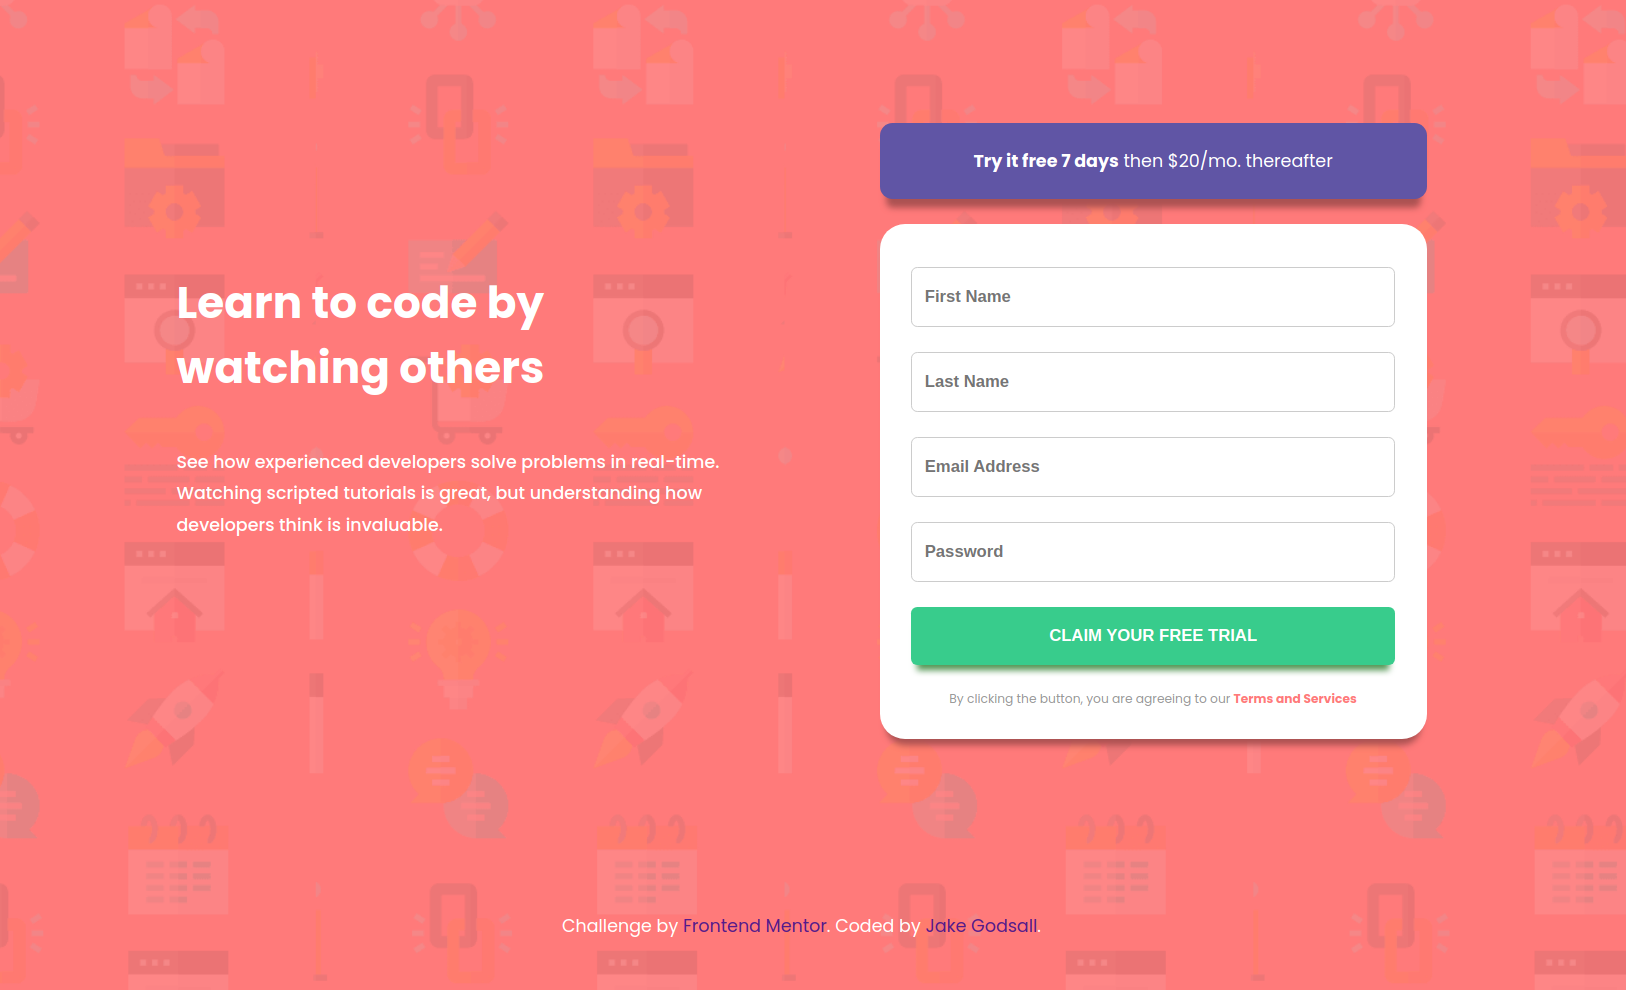 Learn to code by
watching others
See how experienced developers solve problems in real-time.
Watching scripted tutorials is great, but understanding how
developers think is invaluable.
Try it free 7 days then $20/mo. thereafter
First Name
Last Name
Email Address
Password
CLAIM YOUR FREE TRIAL
By clicking the button, you are agreeing to our Terms and Services
Challenge by Frontend Mentor. Coded by Jake Godsall.